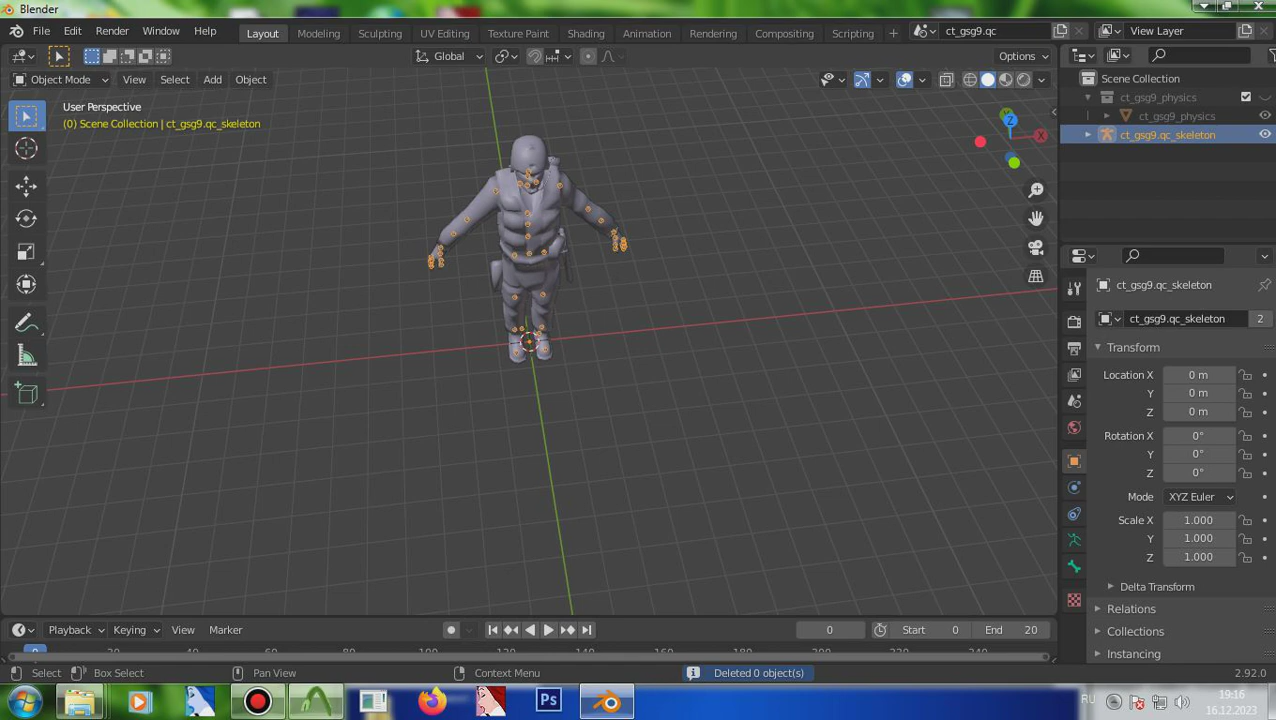 Blender
File Edit Render Window Help Layout Modeling Sculpting UV Editing Texture Paint Shading Animation Rendering Compositing Scripting + ct_gsg9.qc View Layer
Global Options
Object Mode View Select Add Object
User Perspective
(0) Scene Collection | ct_gsg9.qc_skeleton
X
Y
Z
Scene Collection
ct_gsg9_physics
ct_gsg9_physics
ct_gsg9.qc_skeleton
ct_gsg9.qc_skeleton
ct_gsg9.qc_skeleton 2
Transform
Location X 0 m
Y 0 m
Z 0 m
Rotation X 0°
Y 0°
Z 0°
Mode XYZ Euler
Scale X 1.000
Y 1.000
Z 1.000
Delta Transform
Relations
Collections
Instancing
Playback Keying View Marker 0 Start 0 End 20
Select Box Select Pan View Context Menu Deleted 0 object(s) 2.92.0
Ps RU 19:16
16.12.2023